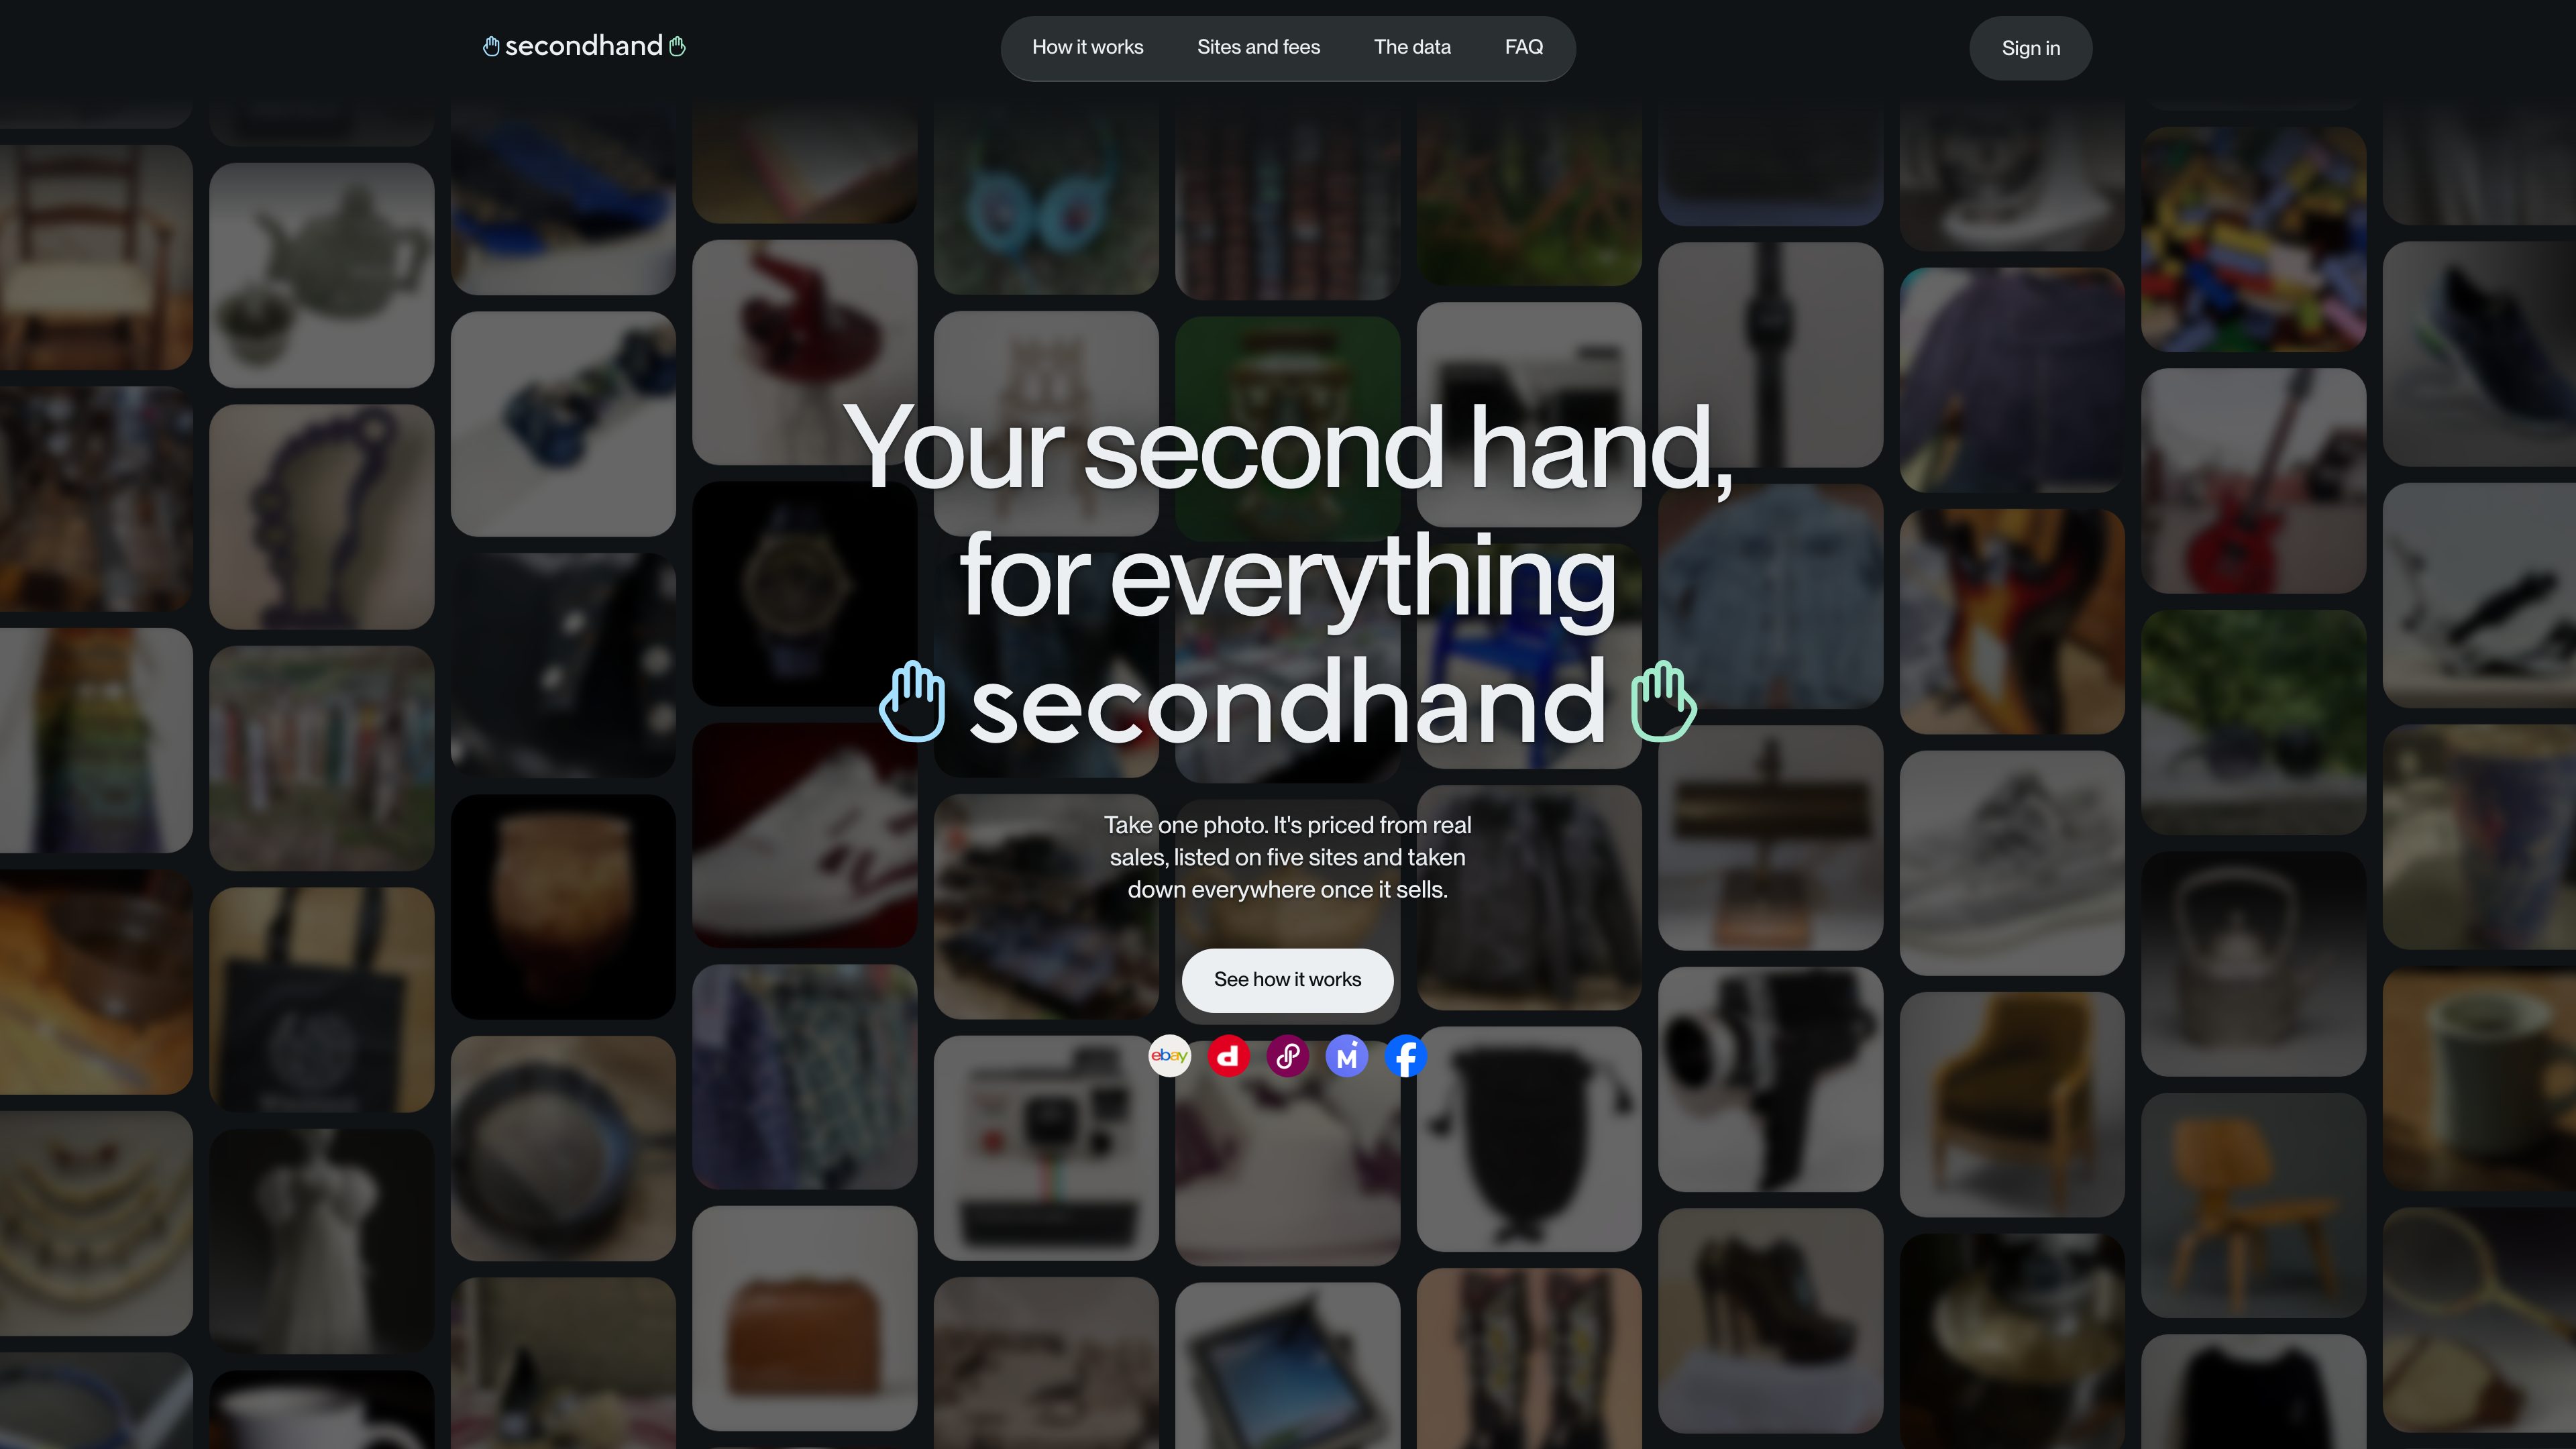 secondhand
How it works
Sites and fees
The data
FAQ
Sign in
Your second hand,
for everything
secondhand
Take one photo. It's priced from real
sales, listed on five sites and taken
down everywhere once it sells.
See how it works
ebay